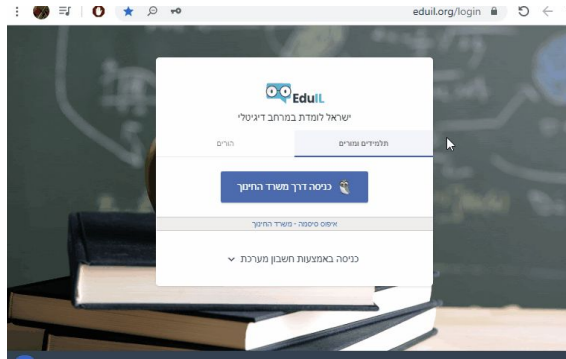 eduil.org/login
EduIL
ישראל לומדת במרחב דיגיטלי
תלמידים ומורים
הורים
כניסה דרך משרד החינוך
איפוס סיסמה - משרד החינוך
כניסה באמצעות חשבון מערכת